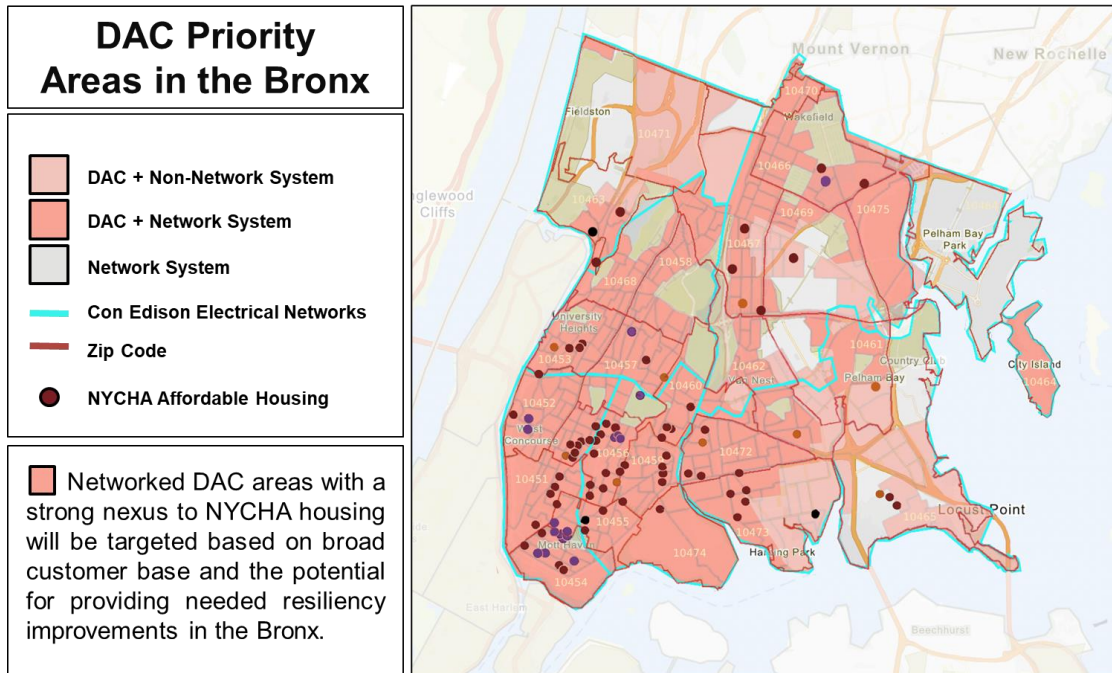 DAC Priority
Areas in the Bronx
DAC + Non-Network System
DAC + Network System
Network System
Con Edison Electrical Networks
Zip Code
NYCHA Affordable Housing
Networked DAC areas with a
strong nexus to NYCHA housing
will be targeted based on broad
customer base and the potential
for providing needed resiliency
improvements in the Bronx.
Mount Vernon
New Rochelle
10470
Fieldston
Wakefield
10471
10466
Cliffs
10463
10469
10475
Pelham Bay
Park
10467
10458
10468
University
Heights
10461
10453
10457
Country Club
10462
10460
Pelham Bay
City Island
10464
10452
West
Concourse
10456
10459
10472
10451
Locust Point
10465
10455
10473
Mott Haven
Harding Park
10474
10454
East Harlem
Beechhurst